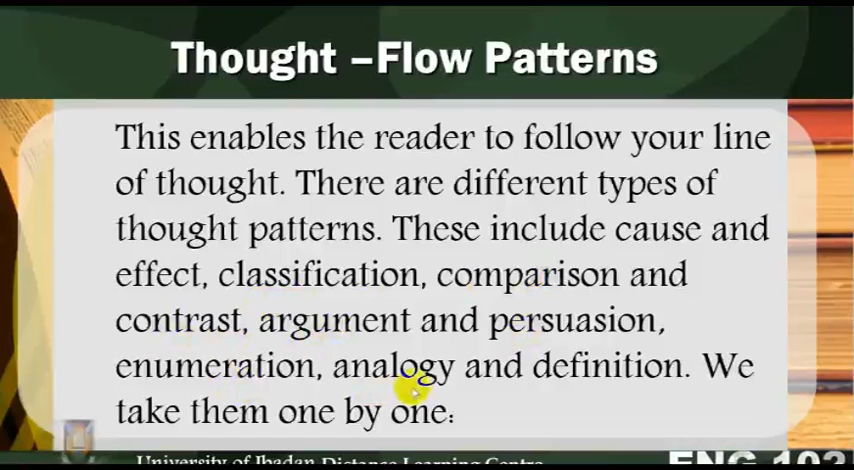 Thought –Flow Patterns
This enables the reader to follow your line
of thought. There are different types of
thought patterns. These include cause and
effect, classification, comparison and
contrast, argument and persuasion,
enumeration, analogy and definition. We
take them one by one:
University of Ibadan Distance Learning Centre
ENG 103